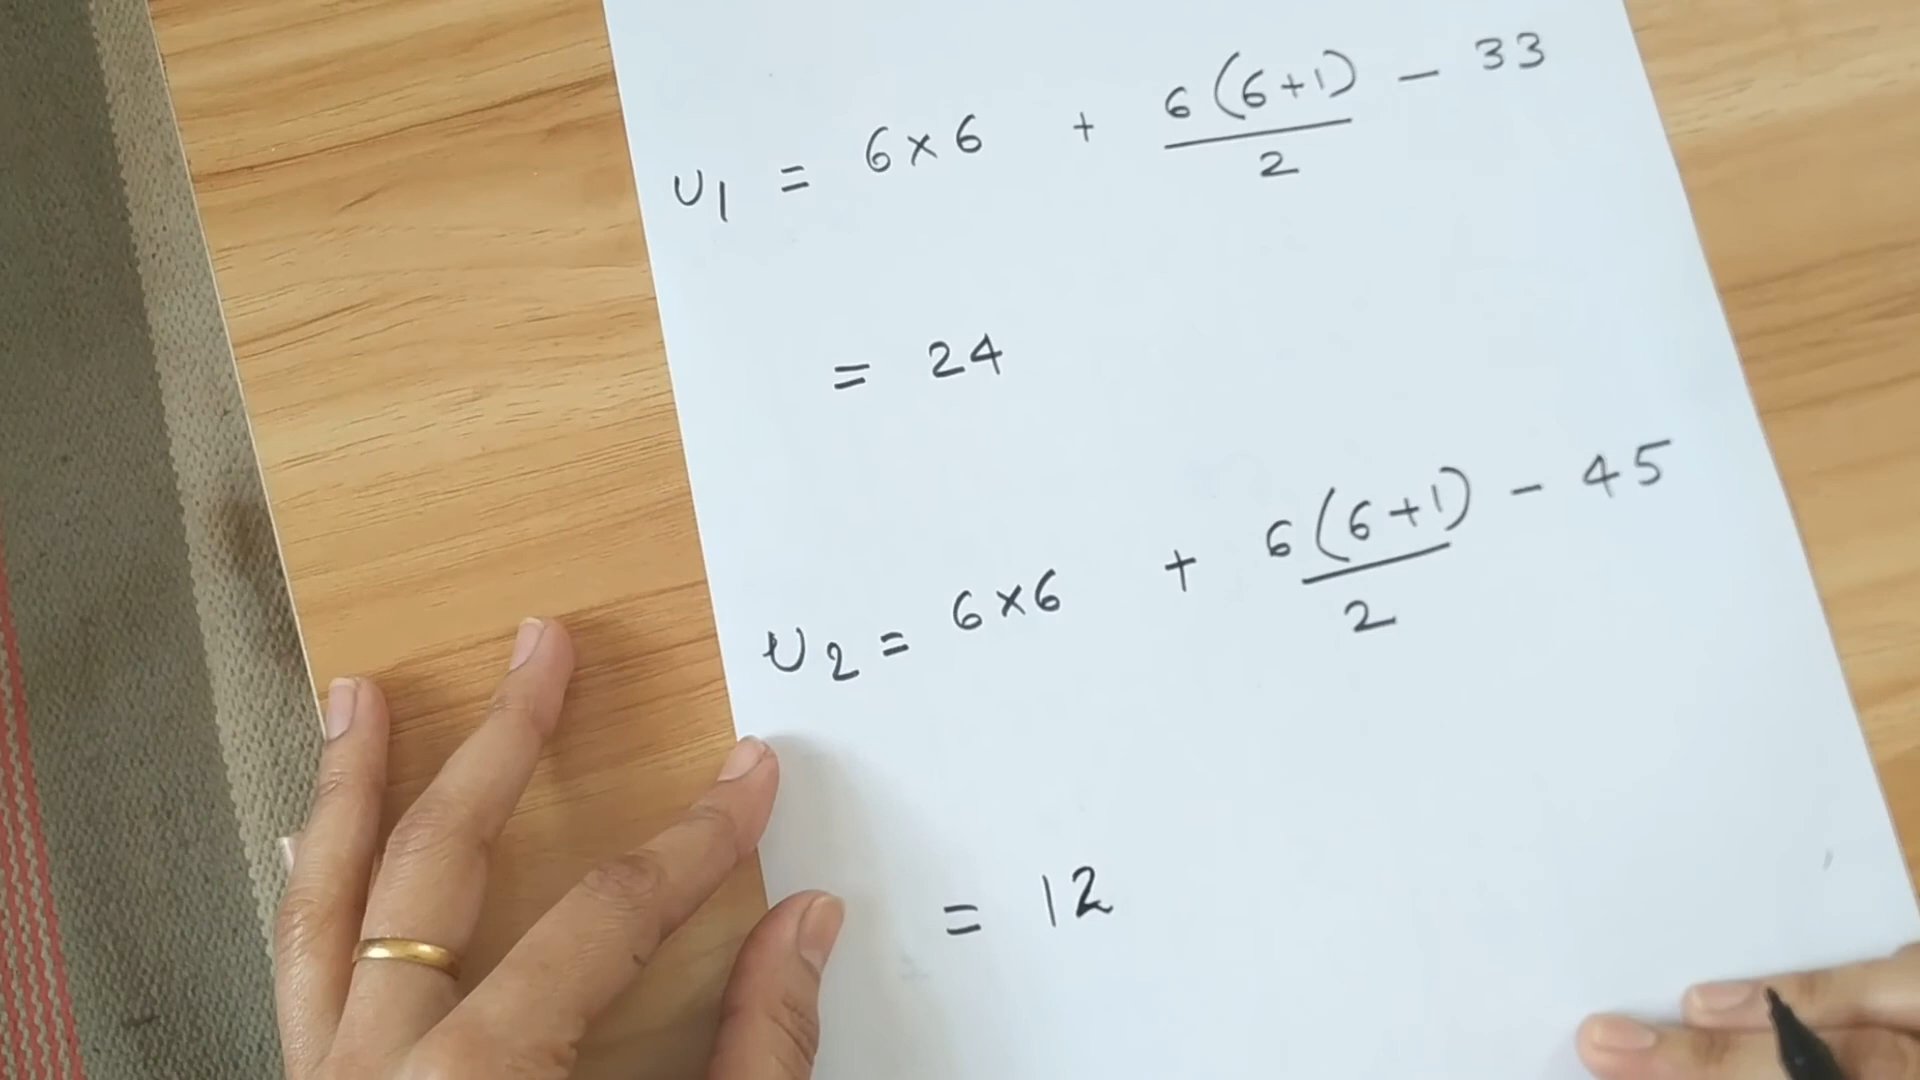 U1 = 6×6 + 6(6+1)/2 - 33
= 24
U2 = 6×6 + 6(6+1)/2 - 45
= 12